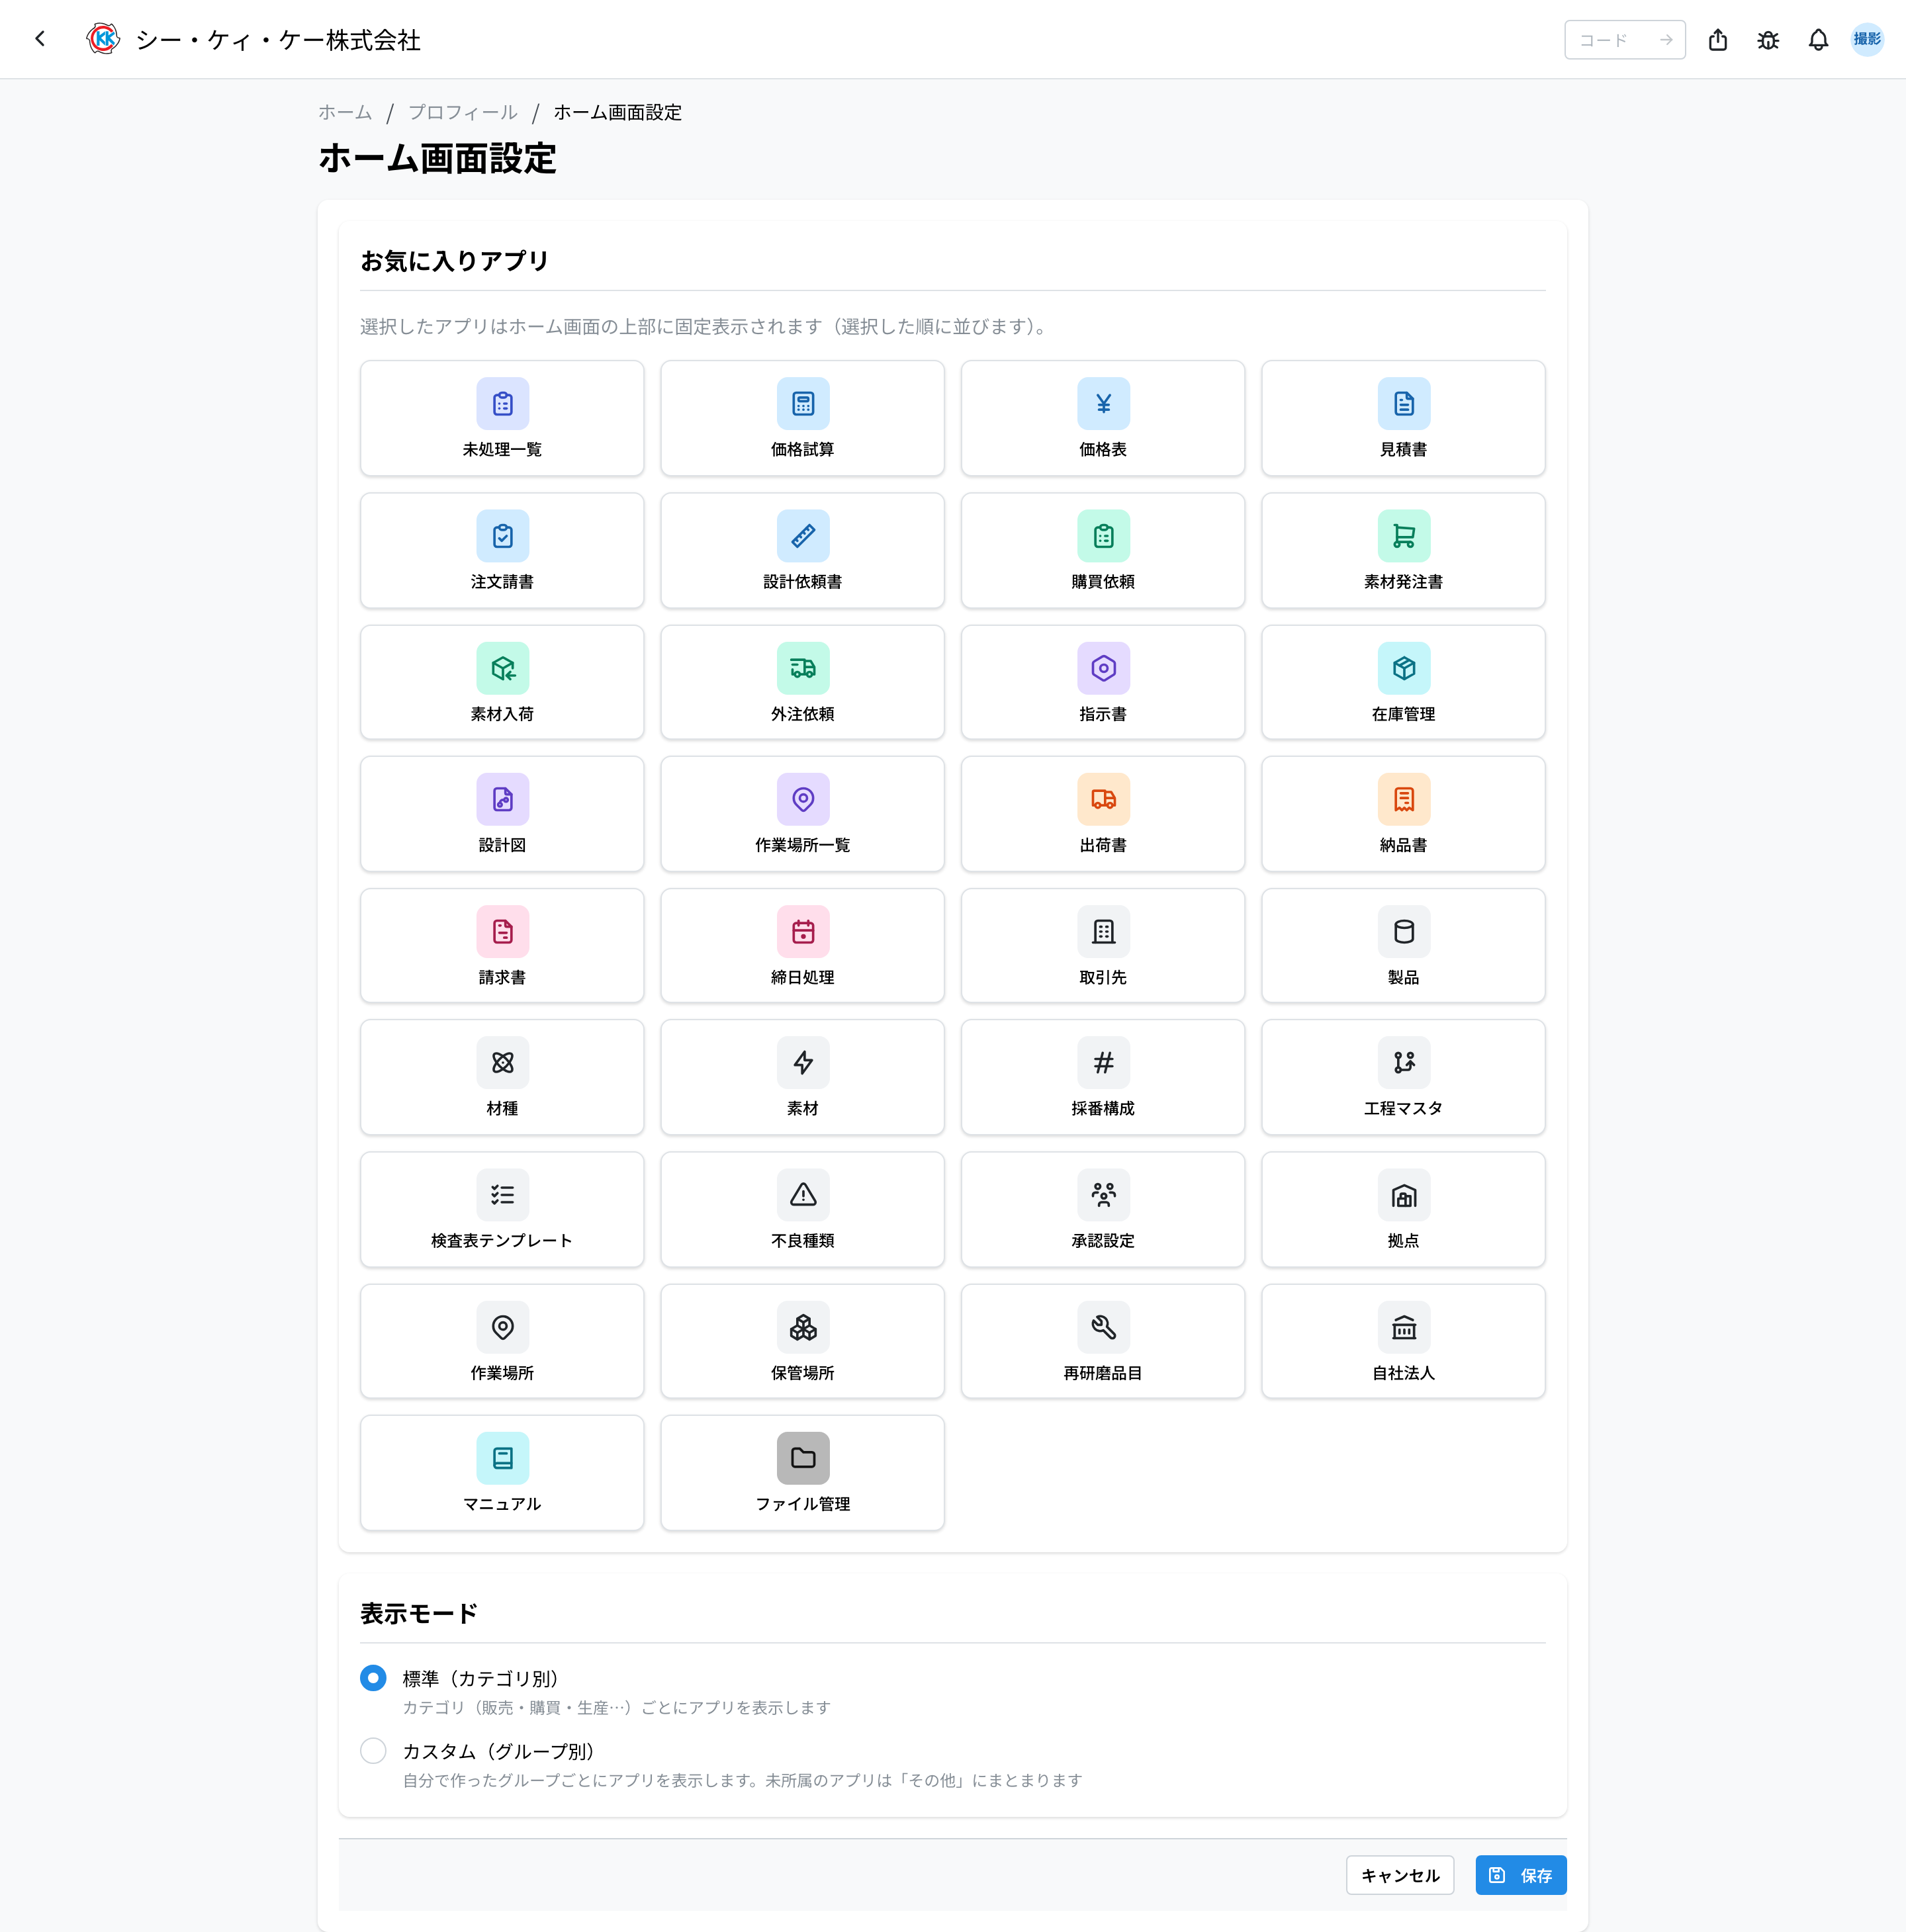 シー・ケィ・ケー株式会社
コード
撮影
ホーム / プロフィール / ホーム画面設定
ホーム画面設定
お気に入りアプリ
選択したアプリはホーム画面の上部に固定表示されます（選択した順に並びます）。
未処理一覧
価格試算
価格表
見積書
注文請書
設計依頼書
購買依頼
素材発注書
素材入荷
外注依頼
指示書
在庫管理
設計図
作業場所一覧
出荷書
納品書
請求書
締日処理
取引先
製品
材種
素材
採番構成
工程マスタ
検査表テンプレート
不良種類
承認設定
拠点
作業場所
保管場所
再研磨品目
自社法人
マニュアル
ファイル管理
表示モード
標準（カテゴリ別）
カテゴリ（販売・購買・生産…）ごとにアプリを表示します
カスタム（グループ別）
自分で作ったグループごとにアプリを表示します。未所属のアプリは「その他」にまとまります
キャンセル
保存